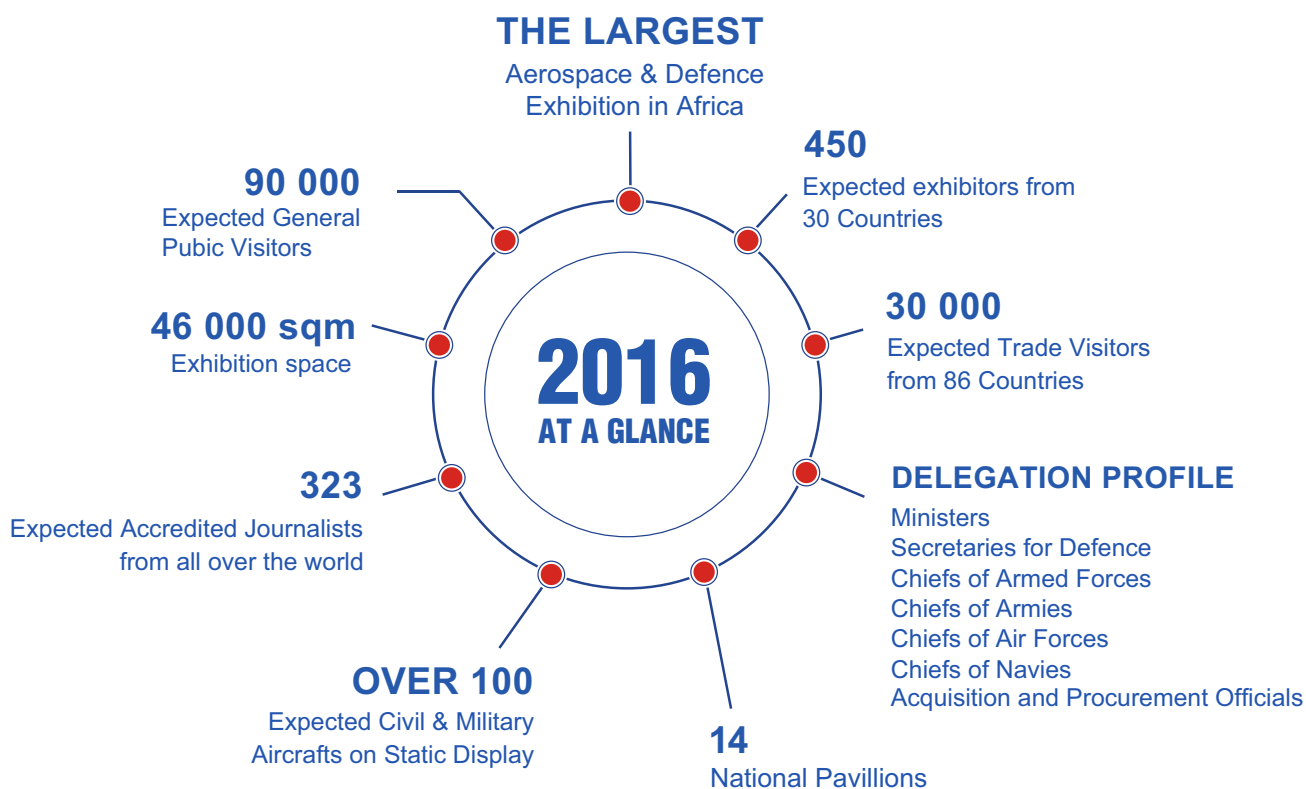 THE LARGEST
Aerospace & Defence
Exhibition in Africa
450
Expected exhibitors from
30 Countries
30 000
Expected Trade Visitors
from 86 Countries
DELEGATION PROFILE
Ministers
Secretaries for Defence
Chiefs of Armed Forces
Chiefs of Armies
Chiefs of Air Forces
Chiefs of Navies
Acquisition and Procurement Officials
14
National Pavillions
OVER 100
Expected Civil & Military
Aircrafts on Static Display
323
Expected Accredited Journalists
from all over the world
46 000 sqm
Exhibition space
90 000
Expected General
Pubic Visitors
2016
AT A GLANCE